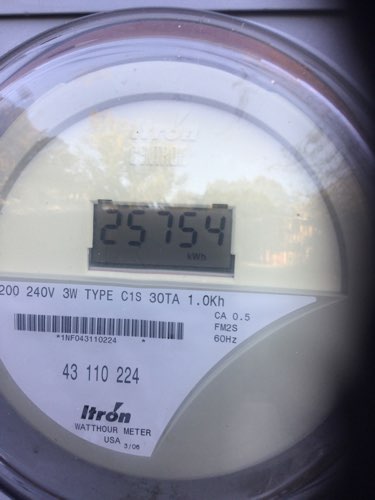 Itron
CENTRON
25754
kWh
200 240V 3W TYPE C1S 30TA 1.0Kh
CA 0.5
FM2S
60Hz
*1NF043110224*
43 110 224
Itron
WATTHOUR METER
USA 3/06